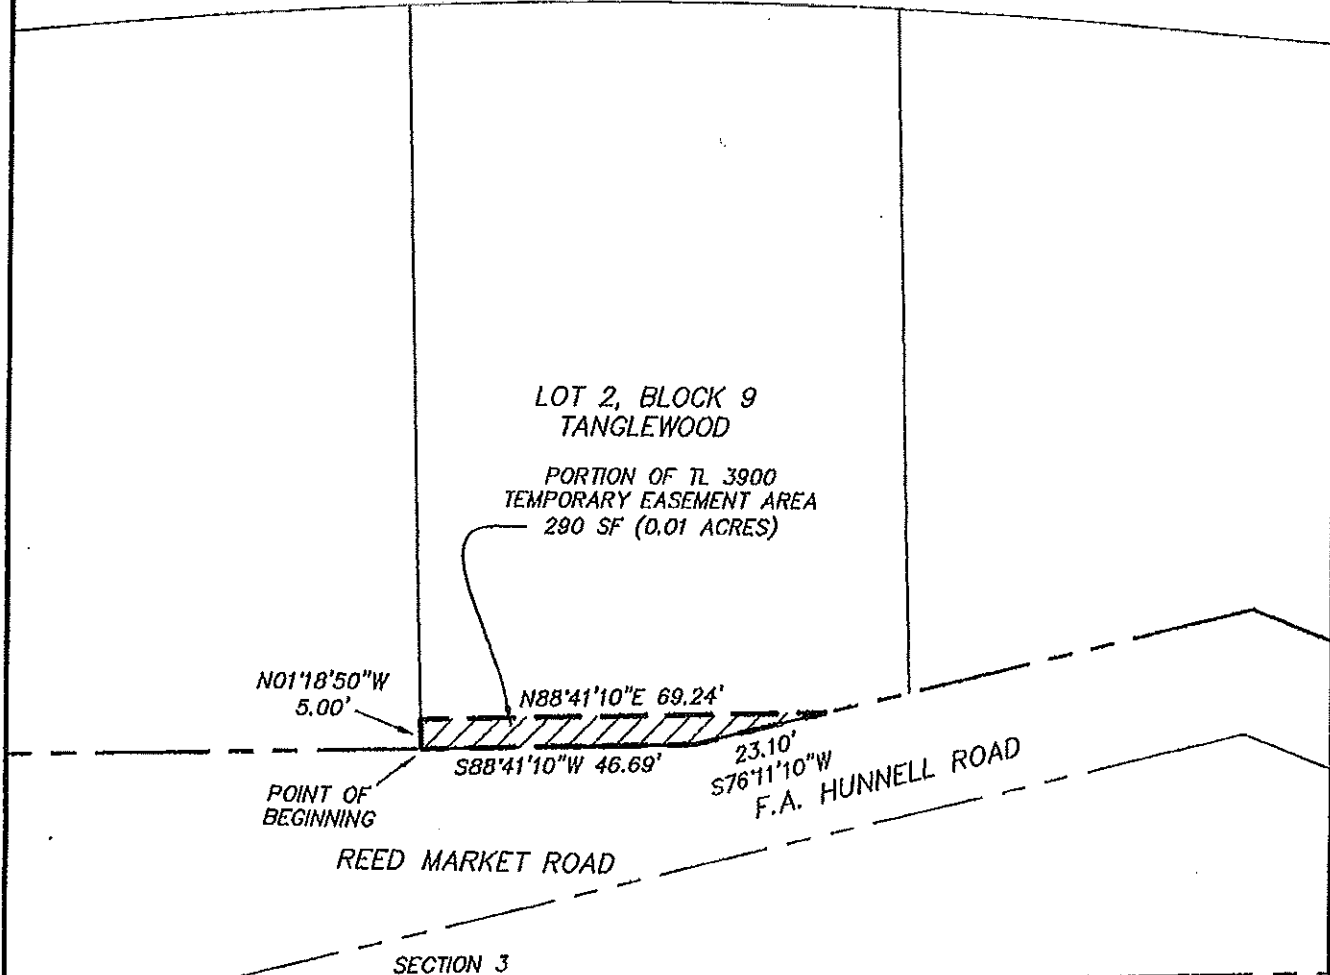 LOT 2, BLOCK 9
TANGLEWOOD
PORTION OF TL 3900
TEMPORARY EASEMENT AREA
290 SF (0.01 ACRES)
N01°18'50"W
5.00'
N88°41'10"E 69.24'
S88°41'10"W 46.69'
23.10'
S76°11'10"W
F.A. HUNNELL ROAD
POINT OF
BEGINNING
REED MARKET ROAD
SECTION 3